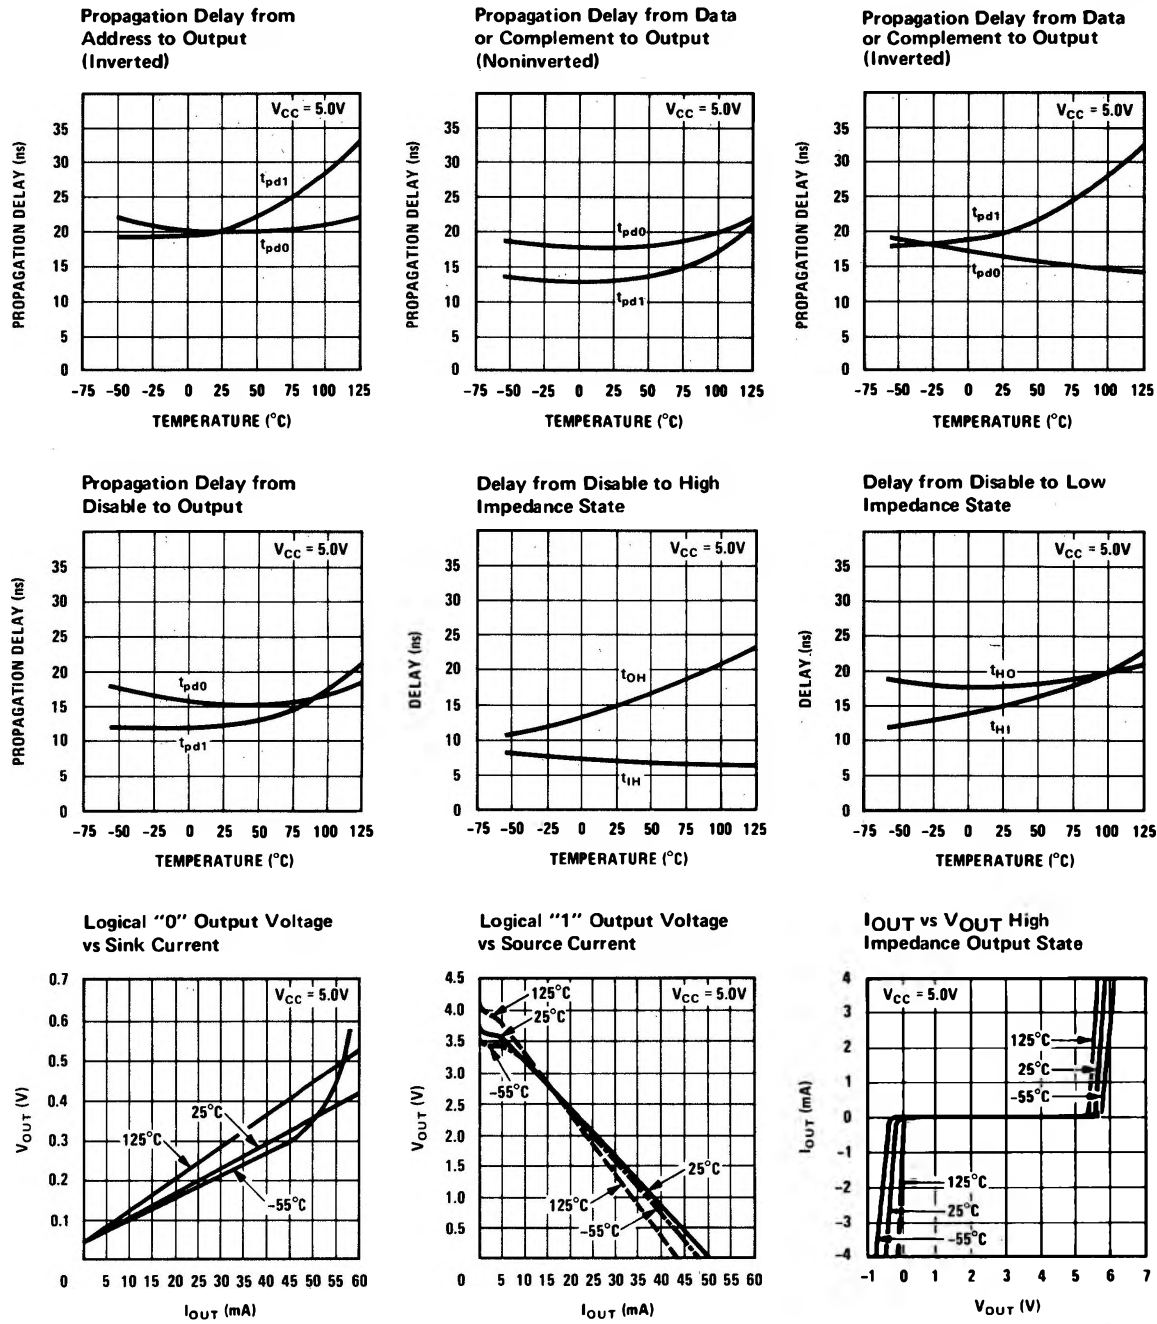 Propagation Delay from
Address to Output
(Inverted)
VCC = 5.0V
PROPAGATION DELAY (ns)
35
30
25
20
15
10
5
0
tpd1
tpd0
-75 -50 -25 0 25 50 75 100 125
TEMPERATURE (°C)
Propagation Delay from Data
or Complement to Output
(Noninverted)
VCC = 5.0V
PROPAGATION DELAY (ns)
35
30
25
20
15
10
5
0
tpd0
tpd1
-75 -50 -25 0 25 50 75 100 125
TEMPERATURE (°C)
Propagation Delay from Data
or Complement to Output
(Inverted)
VCC = 5.0V
PROPAGATION DELAY (ns)
35
30
25
20
15
10
5
0
tpd1
tpd0
-75 -50 -25 0 25 50 75 100 125
TEMPERATURE (°C)
Propagation Delay from
Disable to Output
VCC = 5.0V
PROPAGATION DELAY (ns)
35
30
25
20
15
10
5
0
tpd0
tpd1
-75 -50 -25 0 25 50 75 100 125
TEMPERATURE (°C)
Delay from Disable to High
Impedance State
VCC = 5.0V
DELAY (ns)
35
30
25
20
15
10
5
0
tOH
tIH
-75 -50 -25 0 25 50 75 100 125
TEMPERATURE (°C)
Delay from Disable to Low
Impedance State
VCC = 5.0V
DELAY (ns)
35
30
25
20
15
10
5
0
tHO
tHI
-75 -50 -25 0 25 50 75 100 125
TEMPERATURE (°C)
Logical "0" Output Voltage
vs Sink Current
VCC = 5.0V
VOUT (V)
0.7
0.6
0.5
0.4
0.3
0.2
0.1
25°C
125°C
-55°C
0 5 10 15 20 25 30 35 40 45 50 55 60
IOUT (mA)
Logical "1" Output Voltage
vs Source Current
VCC = 5.0V
VOUT (V)
4.5
4.0
3.5
3.0
2.5
2.0
1.5
1.0
0.5
125°C
25°C
-55°C
25°C
125°C
-55°C
0 5 10 15 20 25 30 35 40 45 50 60
IOUT (mA)
IOUT vs VOUT High
Impedance Output State
VCC = 5.0V
IOUT (mA)
4
3
2
1
0
-1
-2
-3
-4
125°C
25°C
-55°C
125°C
25°C
-55°C
-1 0 1 2 3 4 5 6 7
VOUT (V)